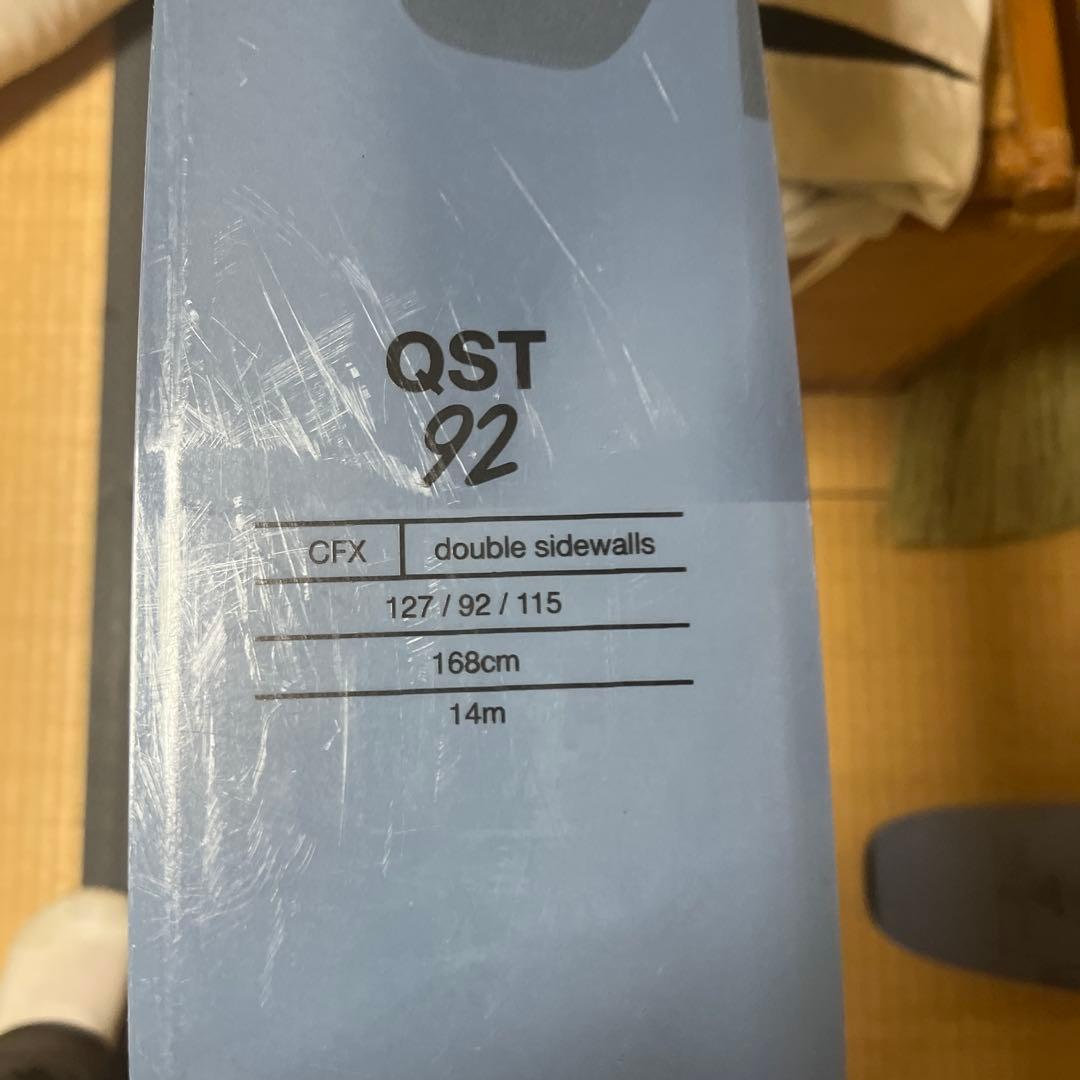 QST
92
CFX double sidewalls
127 / 92 / 115
168cm
14m